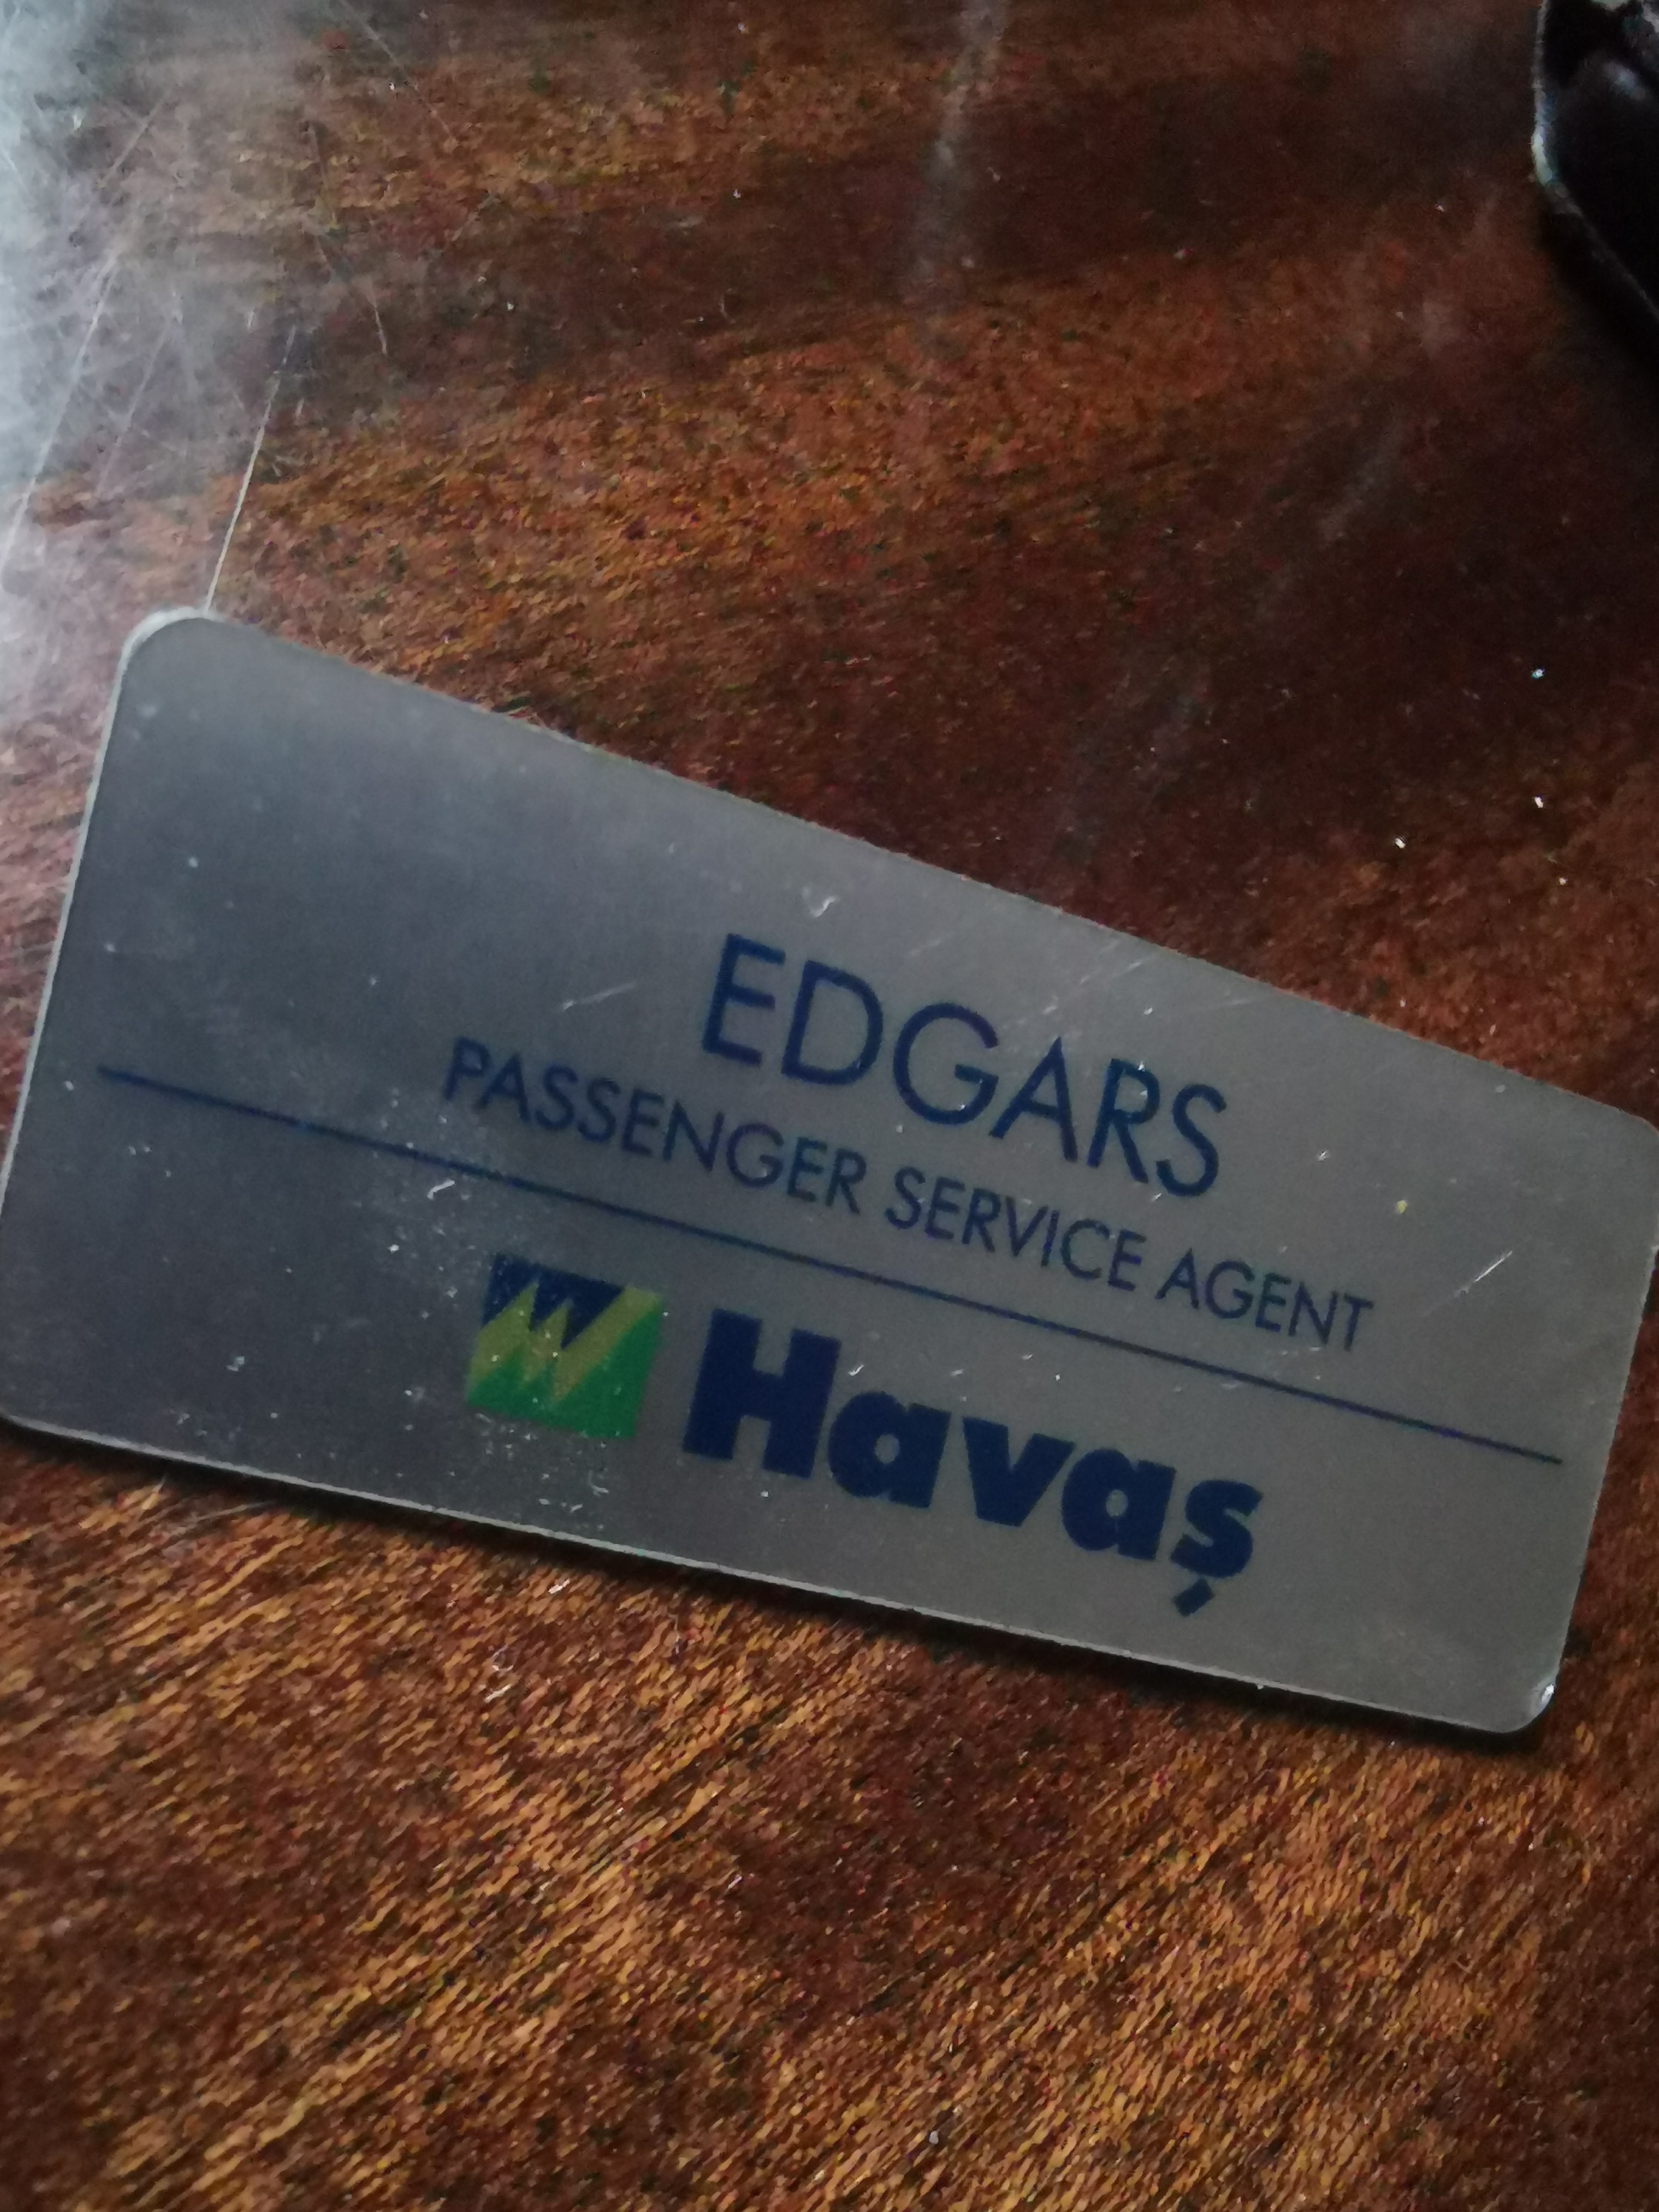 EDGARS
PASSENGER SERVICE AGENT
Havaş